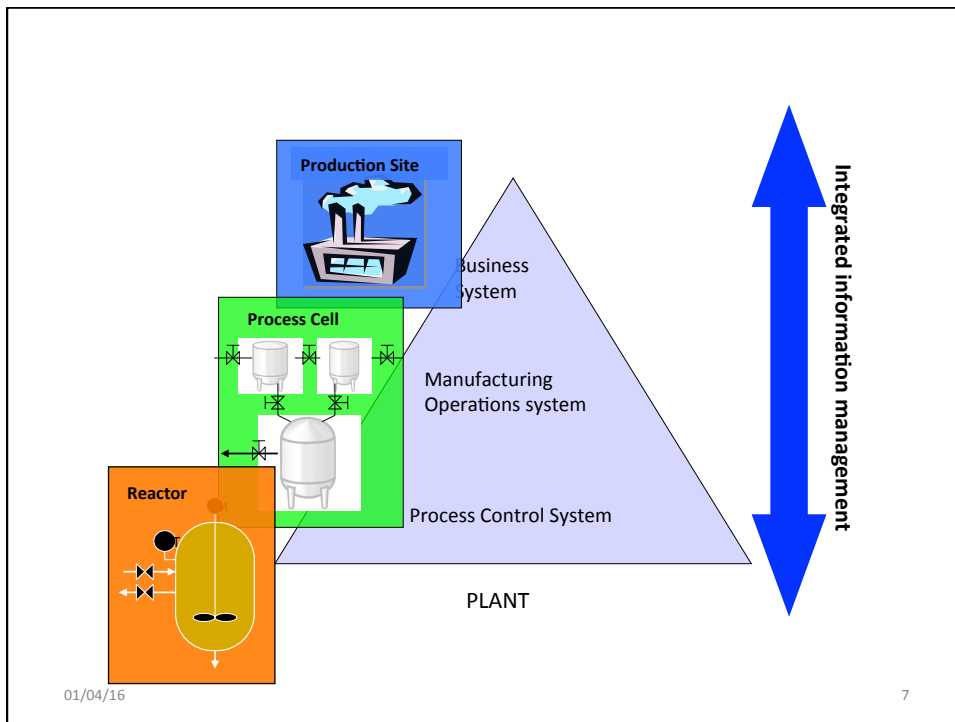 Production Site
Business
System
Process Cell
Manufacturing
Operations system
Reactor
M
Process Control System
T
PLANT
Integrated information management
01/04/16
7